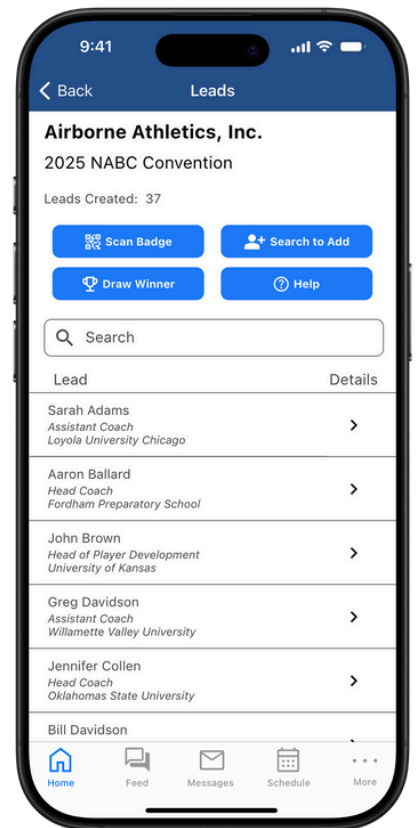 9:41
Back Leads
Airborne Athletics, Inc.
2025 NABC Convention
Leads Created: 37
Scan Badge Search to Add
Draw Winner Help
Search
Lead Details
Sarah Adams
Assistant Coach
Loyola University Chicago
Aaron Ballard
Head Coach
Fordham Preparatory School
John Brown
Head of Player Development
University of Kansas
Greg Davidson
Assistant Coach
Willamette Valley University
Jennifer Collen
Head Coach
Oklahomas State University
Bill Davidson
Home Feed Messages Schedule More